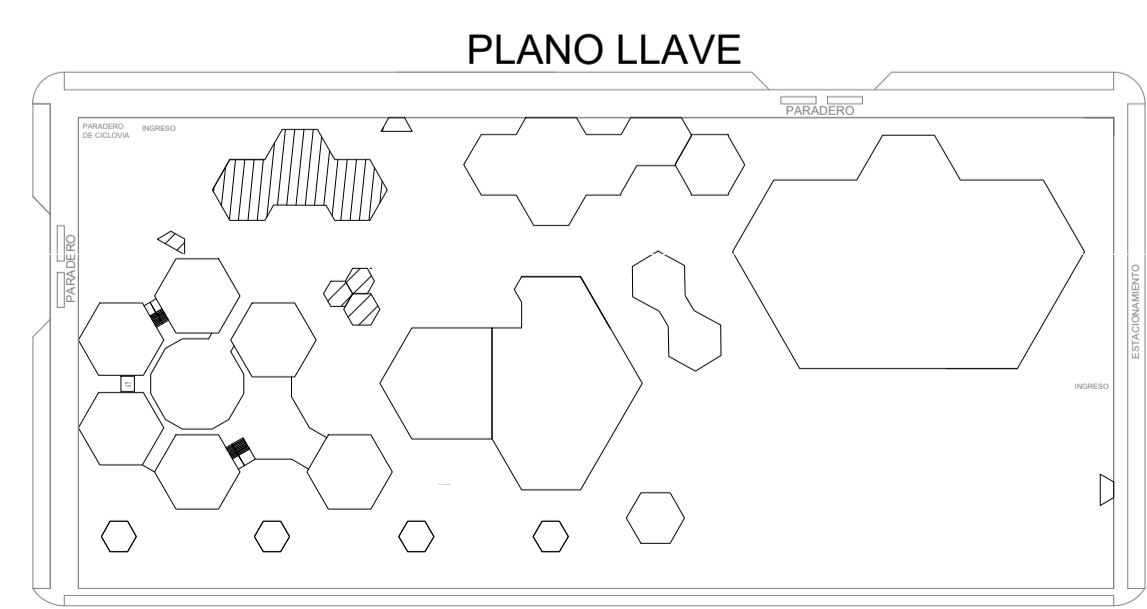 PLANO LLAVE
PARADERO
PARADERO
DE CICLOVIA
INGRESO
PARADERO
ESTACIONAMIENTO
INGRESO